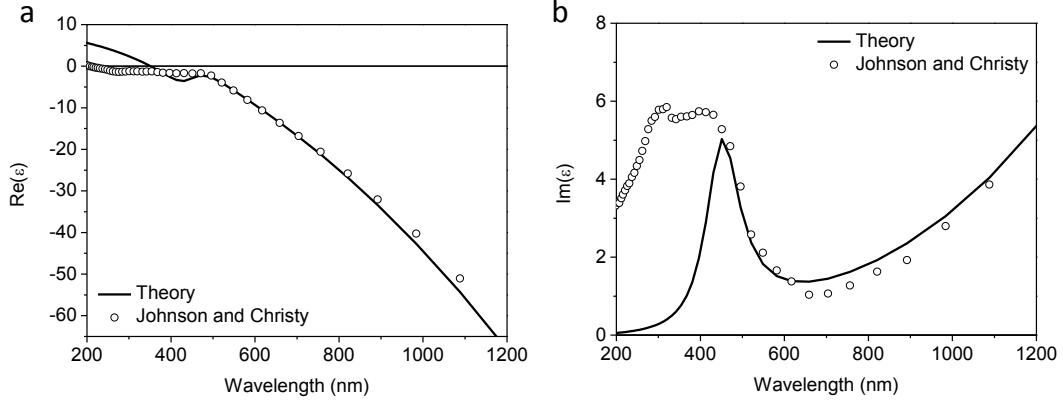 a
10
0
-10
-20
-30
-40
-50
-60
Re(ε)
Theory
Johnson and Christy
200 400 600 800 1000 1200
Wavelength (nm)
b
8
6
4
2
0
Im(ε)
Theory
Johnson and Christy
200 400 600 800 1000 1200
Wavelength (nm)